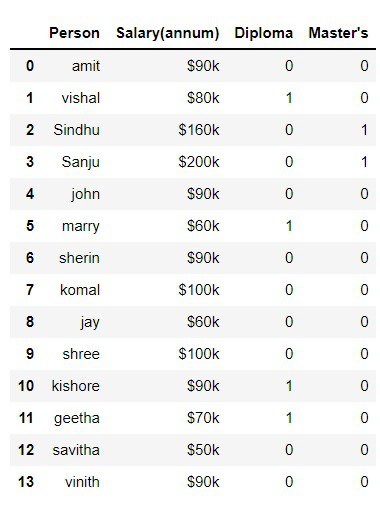 Person Salary(annum) Diploma Master's
0 amit $90k 0 0
1 vishal $80k 1 0
2 Sindhu $160k 0 1
3 Sanju $200k 0 1
4 john $90k 0 0
5 marry $60k 1 0
6 sherin $90k 0 0
7 komal $100k 0 0
8 jay $60k 0 0
9 shree $100k 0 0
10 kishore $90k 1 0
11 geetha $70k 1 0
12 savitha $50k 0 0
13 vinith $90k 0 0